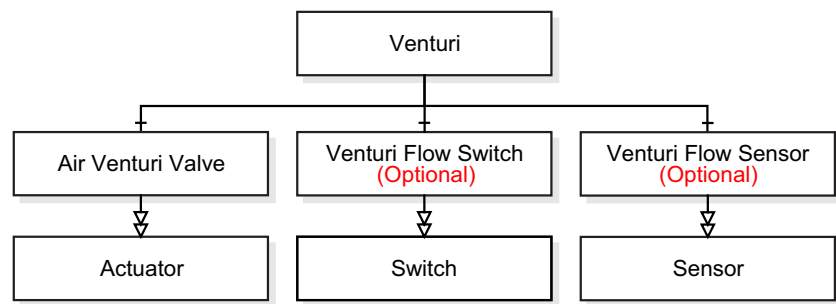 Venturi
Air Venturi Valve
Venturi Flow Switch
(Optional)
Venturi Flow Sensor
(Optional)
Actuator
Switch
Sensor